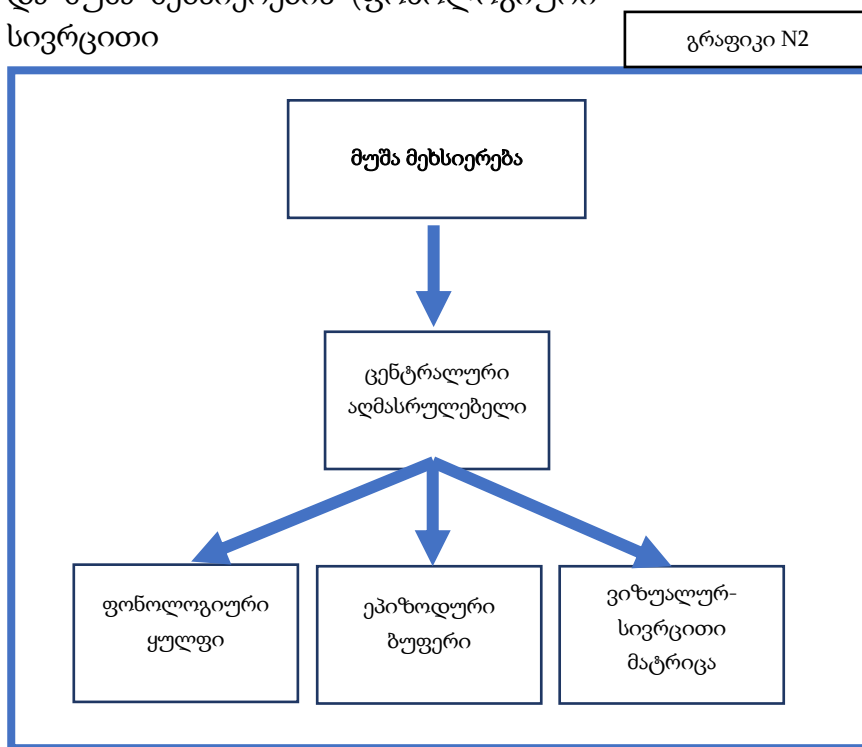 სივრცითი
გრაფიკი N2
მუშა მეხსიერება
ცენტრალური
აღმასრულებელი
ფონოლოგიური
ყულფი
ეპიზოდური
ბუფერი
ვიზუალურ-
სივრცითი
მატრიცა